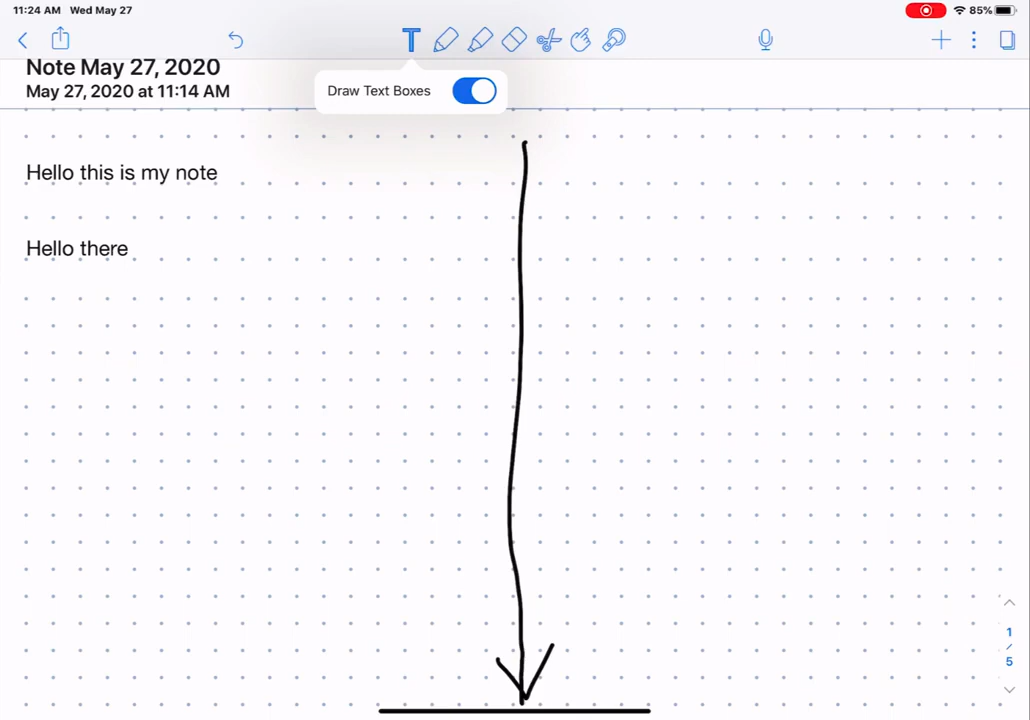 11:24 AM Wed May 27
85%
T
Note May 27, 2020
May 27, 2020 at 11:14 AM
Draw Text Boxes
Hello this is my note
Hello there
1
/
5